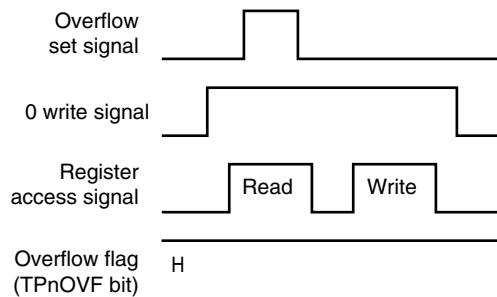 Overflow
set signal
0 write signal
Register
access signal
Read
Write
Overflow flag
(TPnOVF bit)
H